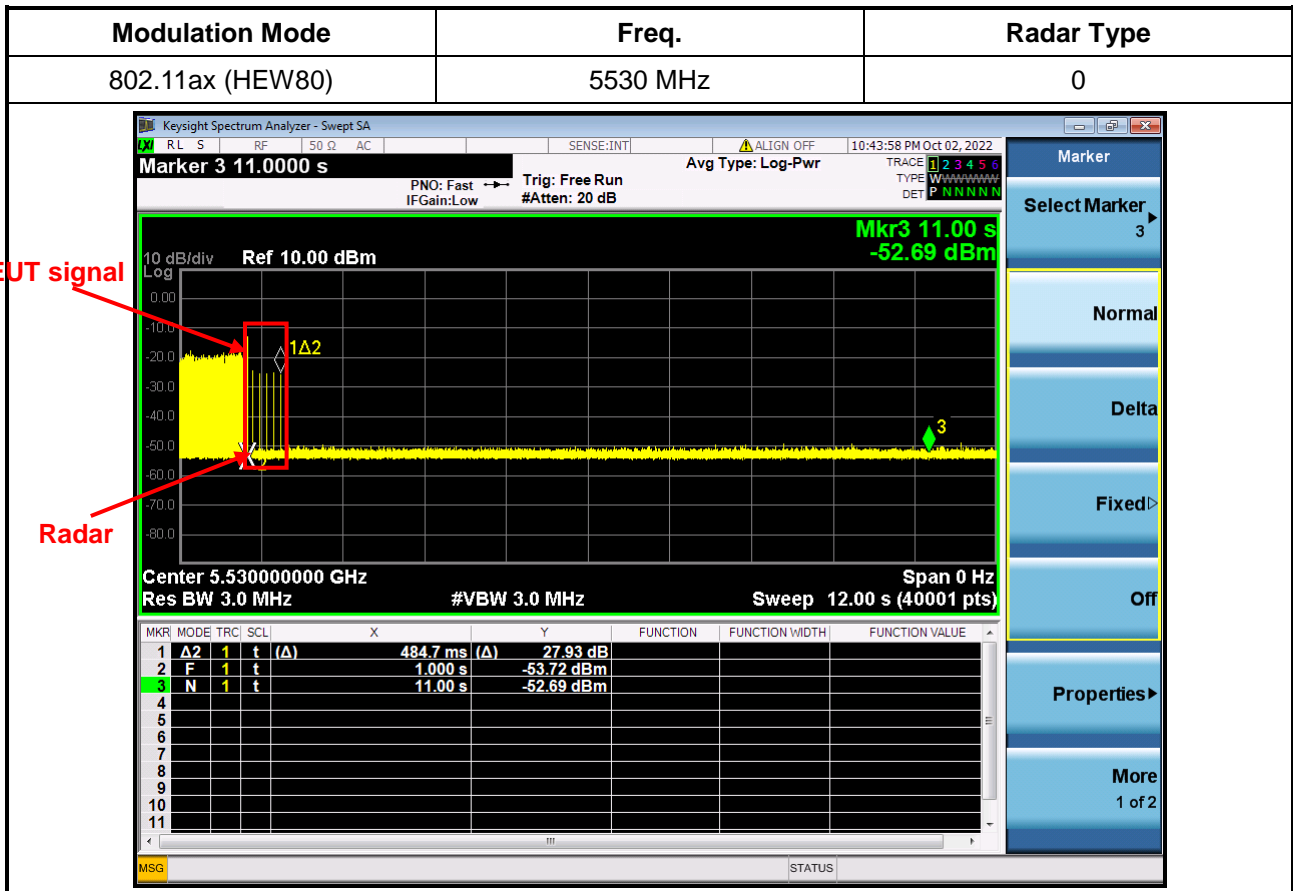 Modulation Mode Freq. Radar Type
802.11ax (HEW80) 5530 MHz 0
Keysight Spectrum Analyzer - Swept SA
LXI RL S RF 50 Ω AC SENSE:INT ALIGN OFF 10:43:58 PM Oct 02, 2022
Marker 3 11.0000 s Avg Type: Log-Pwr TRACE 1 2 3 4 5 6
PNO: Fast Trig: Free Run TYPE WWWWWWW
IFGain:Low #Atten: 20 dB DET P N N N N N
Marker
Select Marker
3
Mkr3 11.00 s
-52.69 dBm
10 dB/div Ref 10.00 dBm
Log
EUT signal
0.00
-10.0
-20.0
-30.0
-40.0
-50.0
-60.0
-70.0
-80.0
1Δ2
3
Radar
Normal
Delta
Fixed
Off
Center 5.530000000 GHz Span 0 Hz
Res BW 3.0 MHz #VBW 3.0 MHz Sweep 12.00 s (40001 pts)
MKR MODE TRC SCL X Y FUNCTION FUNCTION WIDTH FUNCTION VALUE
1 Δ2 1 t (Δ) 484.7 ms (Δ) 27.93 dB
2 F 1 t 1.000 s -53.72 dBm
3 N 1 t 11.00 s -52.69 dBm
4
5
6
7
8
9
10
11
Properties
More
1 of 2
MSG STATUS